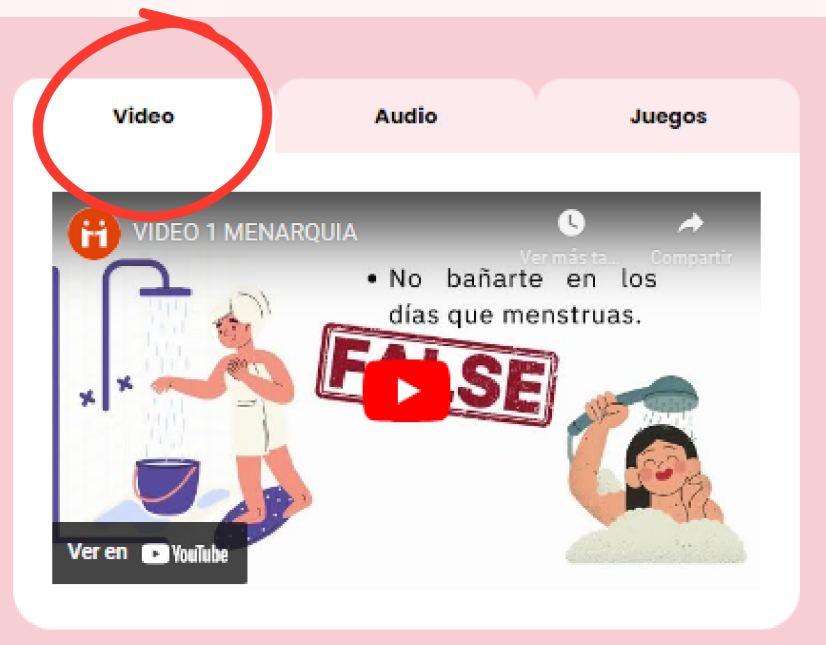 Video
Audio
Juegos
VIDEO 1 MENARQUIA
Ver más ta...
Compartir
• No bañarte en los
días que menstruas.
FALSE
Ver en YouTube